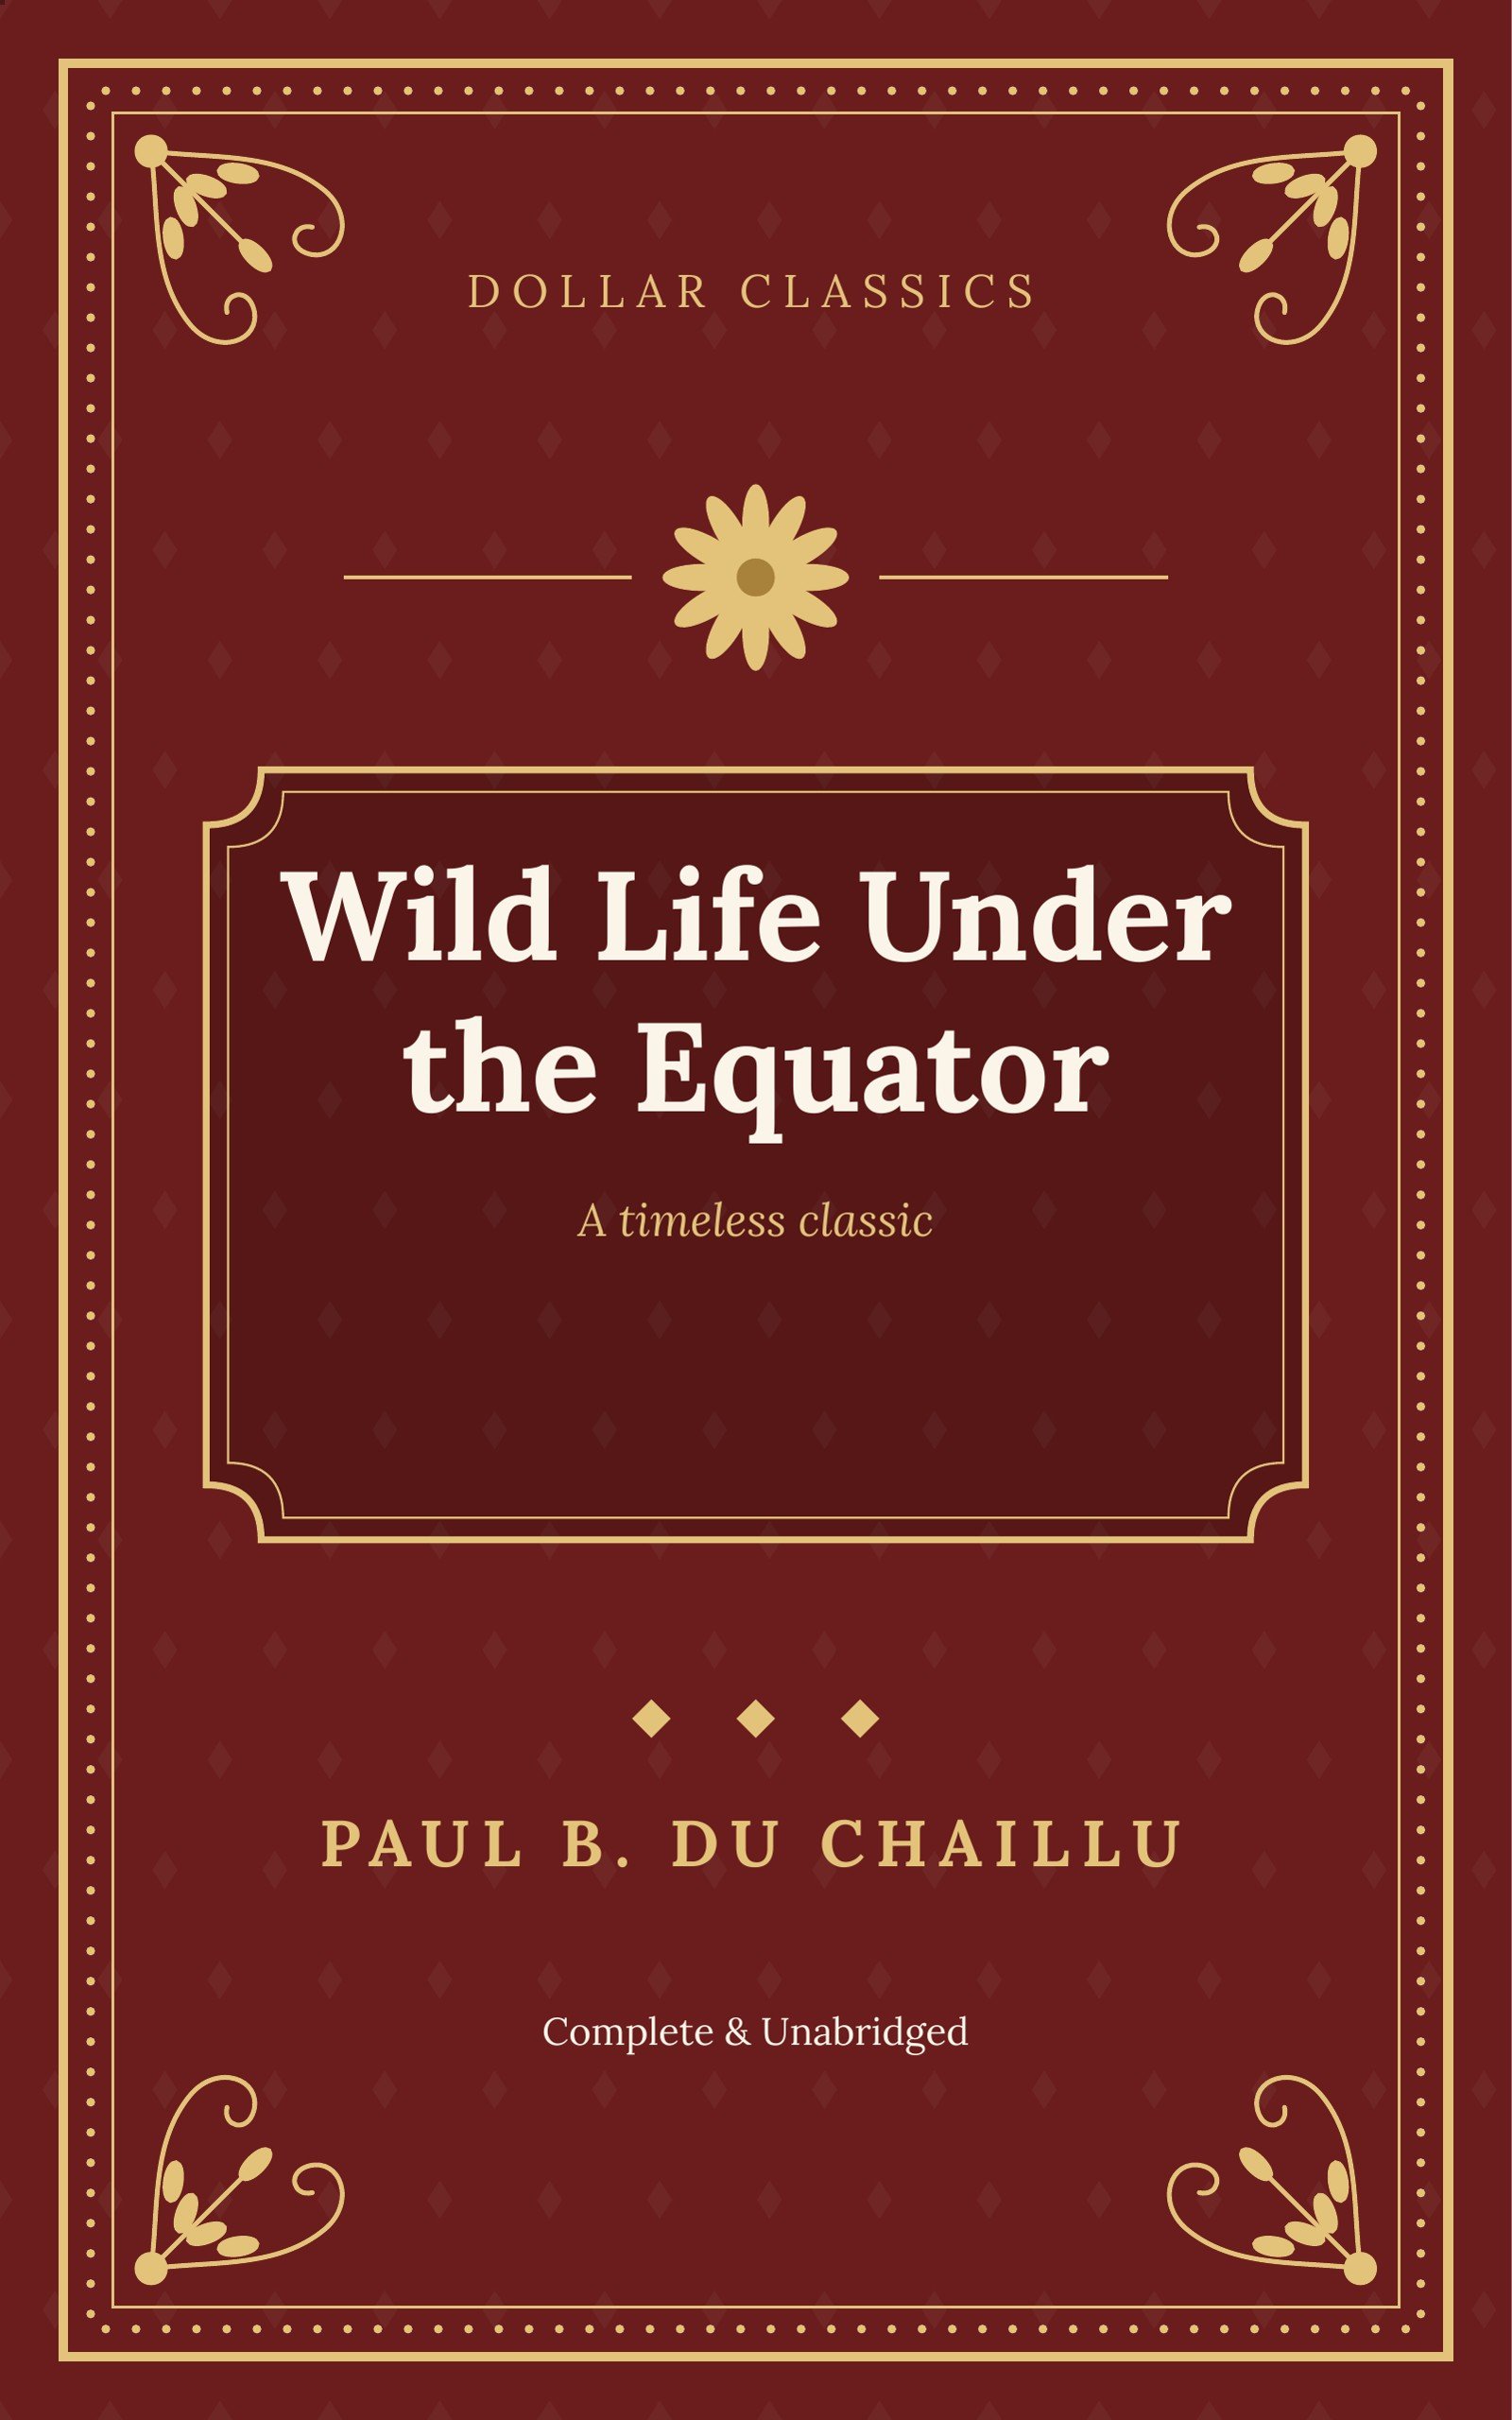 DOLLAR CLASSICS
Wild Life Under
the Equator
A timeless classic
PAUL B. DU CHAILLU
Complete & Unabridged